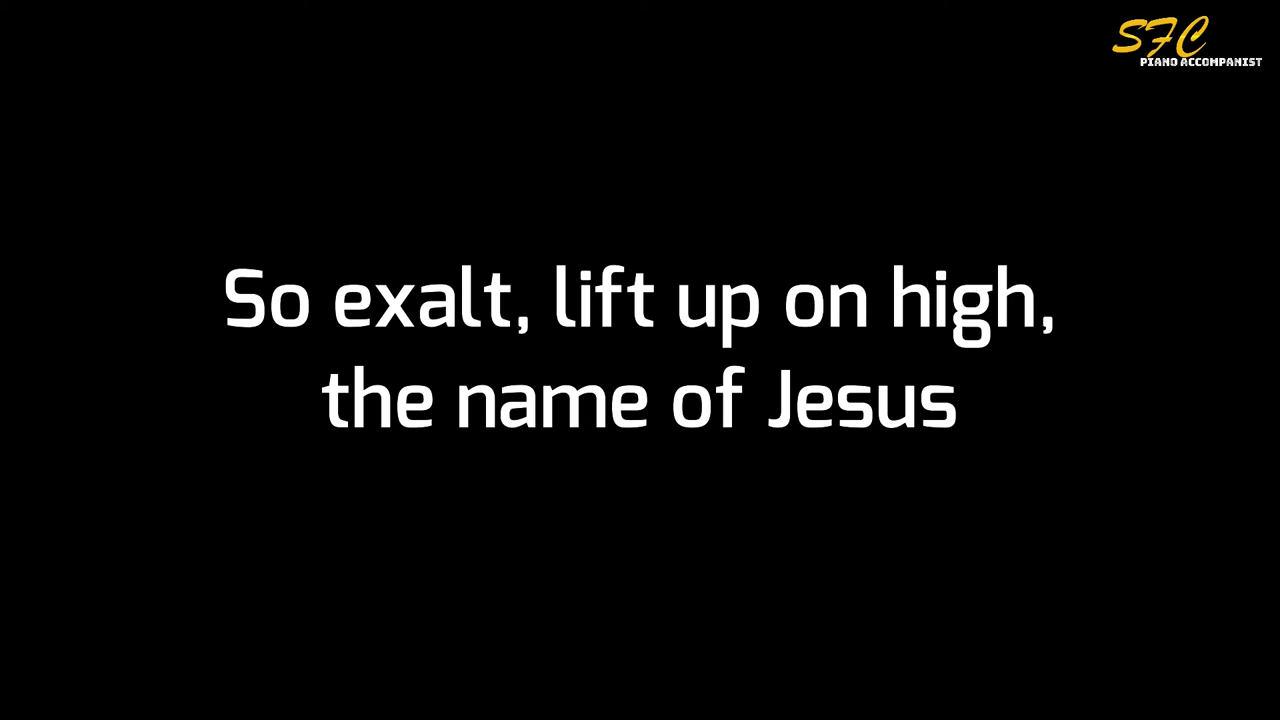 SFC
PIANO ACCOMPANIST
So exalt, lift up on high,
the name of Jesus